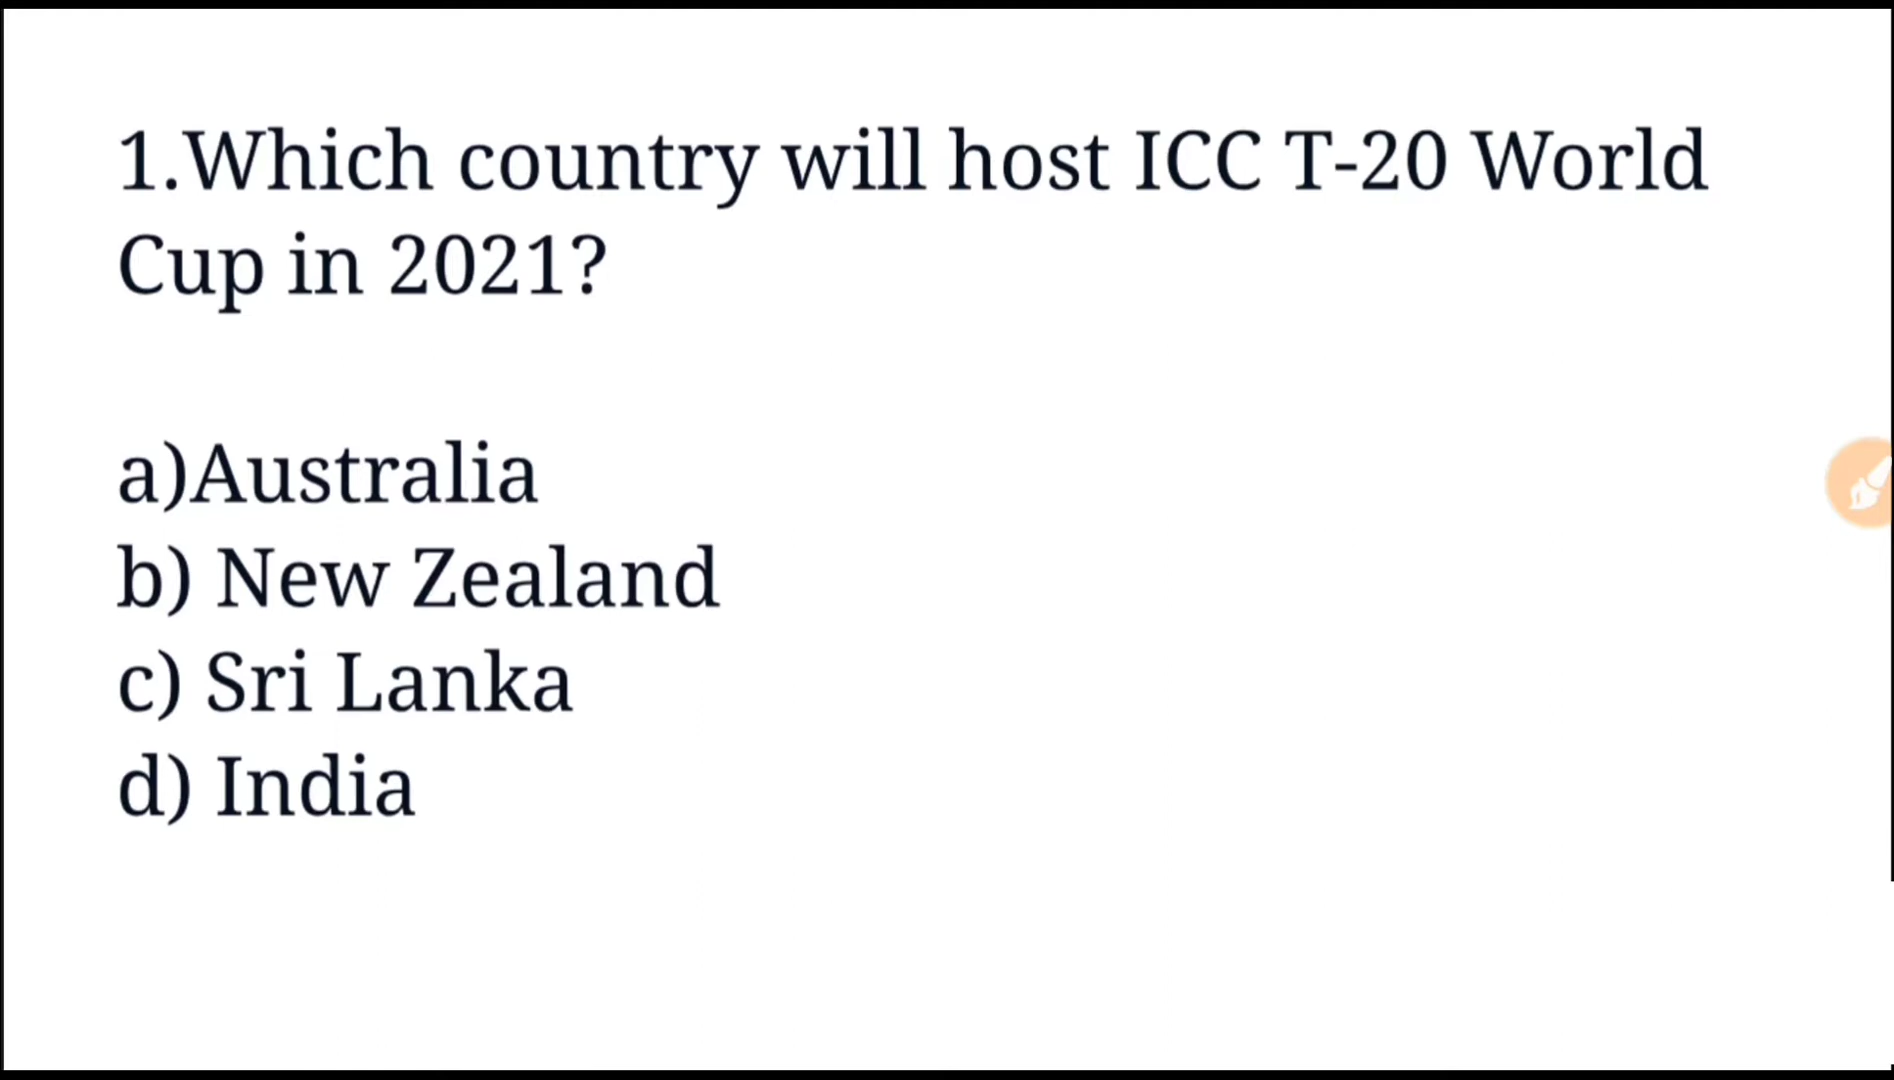 1.Which country will host ICC T-20 World
Cup in 2021?
a)Australia
b) New Zealand
c) Sri Lanka
d) India